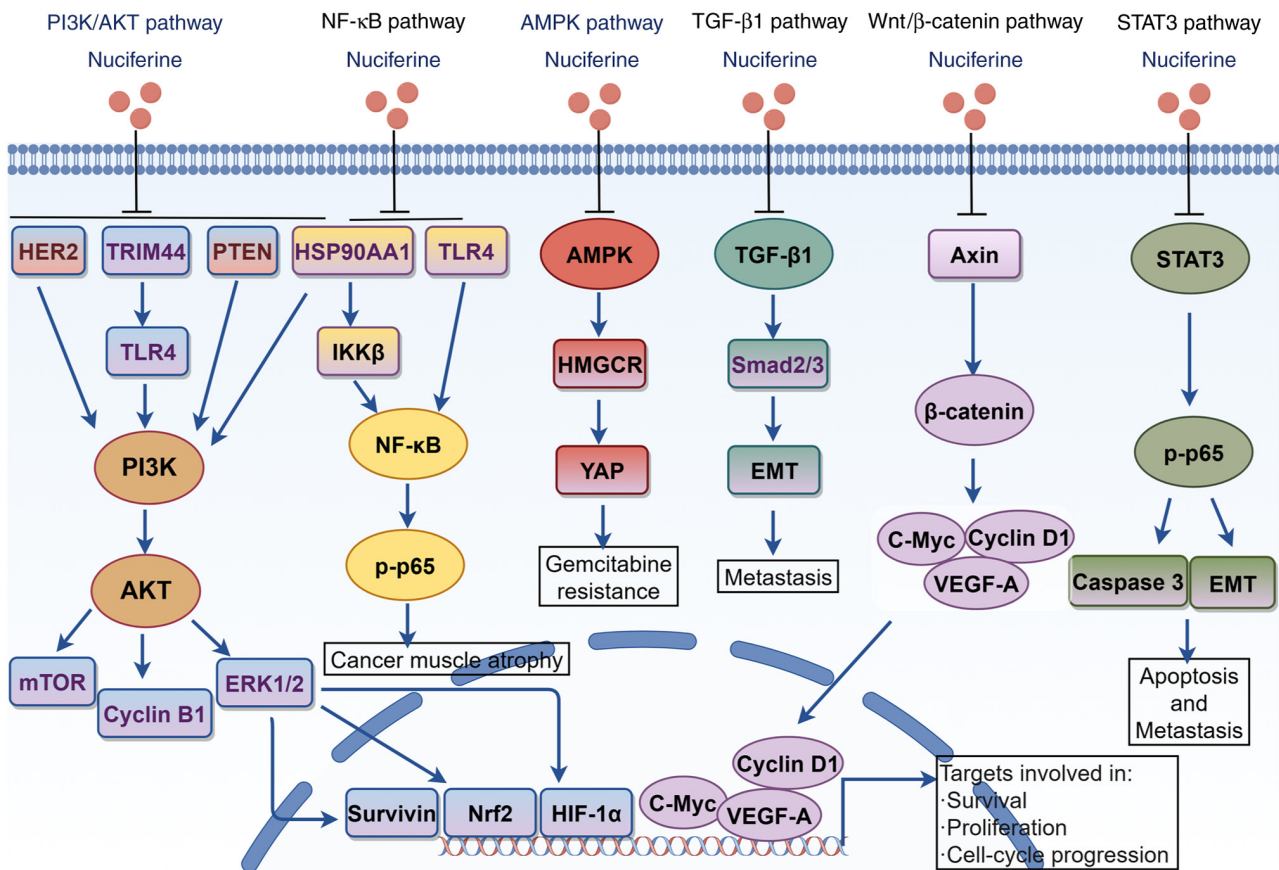 PI3K/AKT pathway
NF-κB pathway
AMPK pathway
TGF-β1 pathway
Wnt/β-catenin pathway
STAT3 pathway
Nuciferine
Nuciferine
Nuciferine
Nuciferine
Nuciferine
Nuciferine
HER2
TRIM44
PTEN
HSP90AA1
TLR4
AMPK
TGF-β1
Axin
STAT3
TLR4
IKKβ
HMGCR
Smad2/3
β-catenin
PI3K
NF-κB
YAP
EMT
p-p65
AKT
p-p65
Gemcitabine
resistance
Metastasis
C-Myc
Cyclin D1
VEGF-A
Caspase 3
EMT
mTOR
Cyclin B1
ERK1/2
Cancer muscle atrophy
Apoptosis
and
Metastasis
Survivin
Nrf2
HIF-1α
C-Myc
Cyclin D1
VEGF-A
Targets involved in:
·Survival
·Proliferation
·Cell-cycle progression